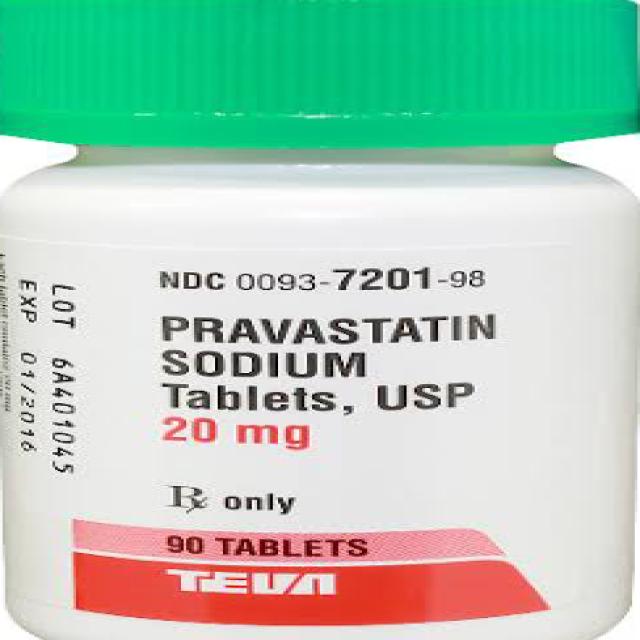 NDC 0093-7201-98
PRAVASTATIN
SODIUM
Tablets, USP
20 mg
Rx only
90 TABLETS
TEVA
LOT 6A401045
EXP 01/2016